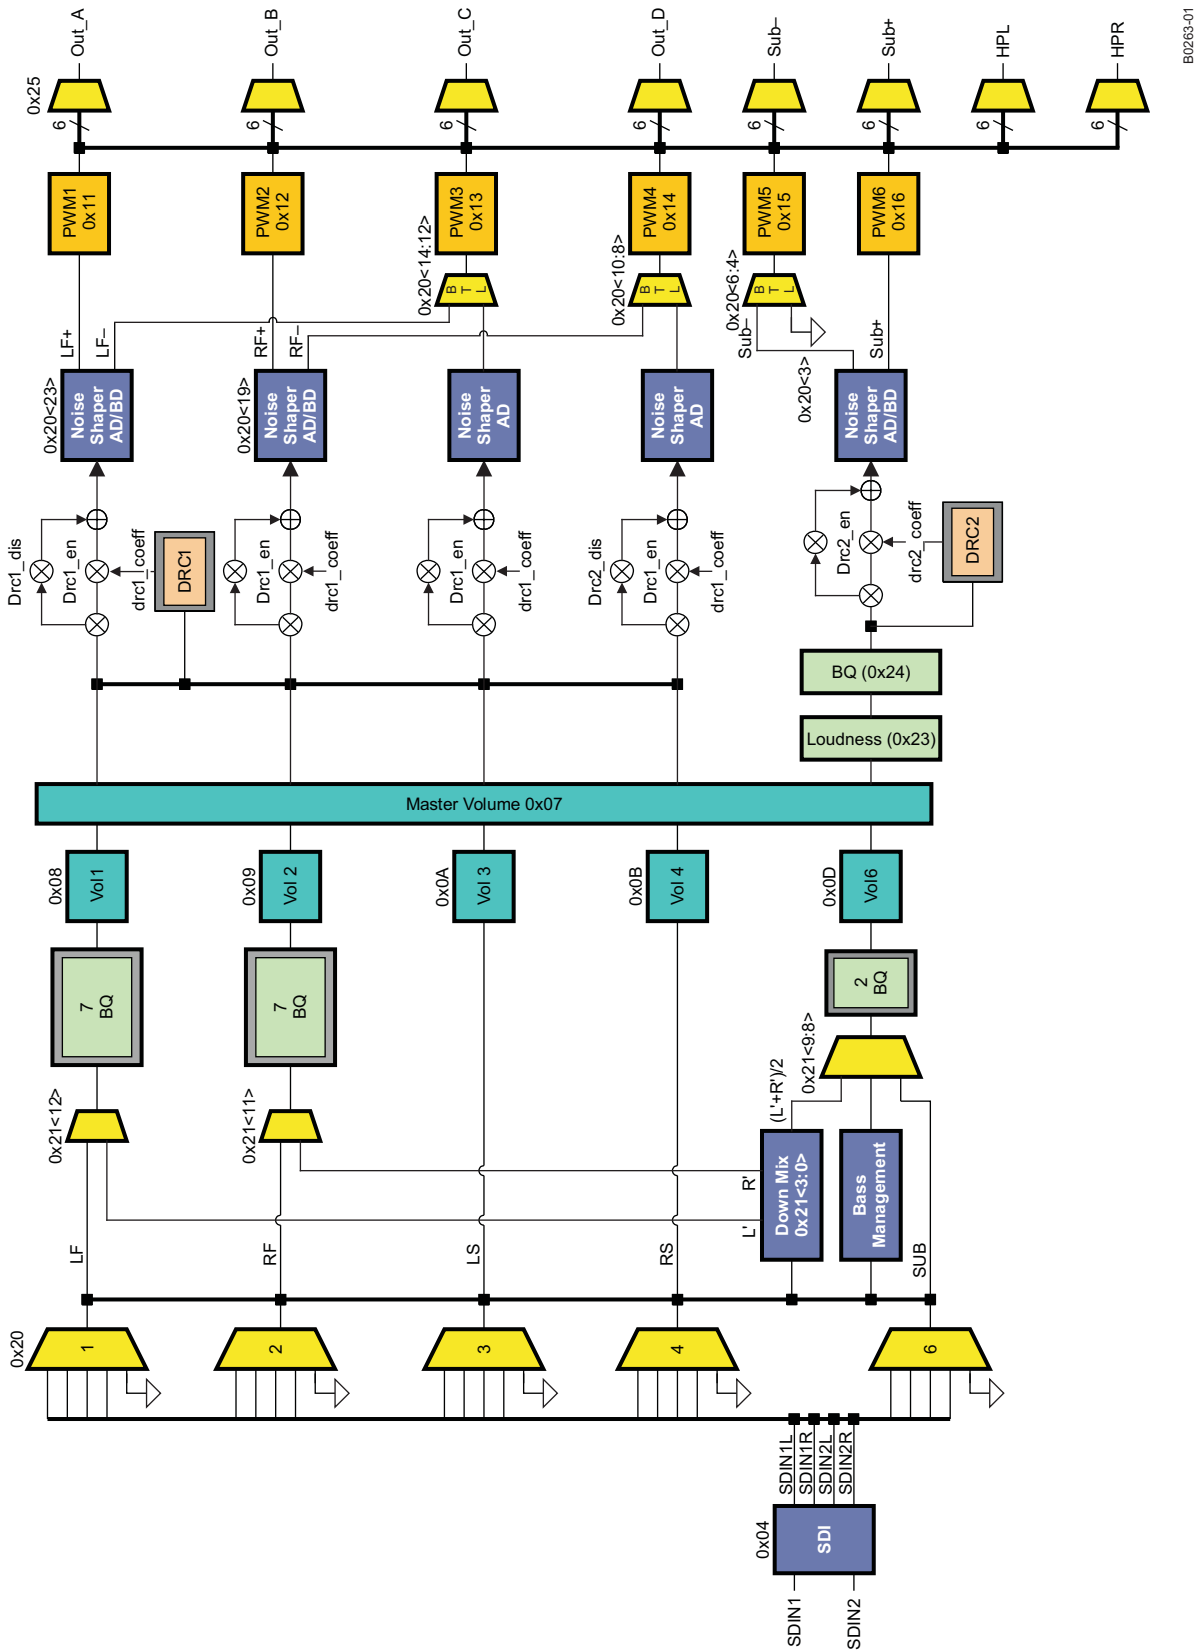 SDIN1
SDIN2
0x04
SDI
SDIN1L
SDIN1R
SDIN2L
SDIN2R
0x20
1
2
3
4
6
LF
RF
LS
RS
SUB
L'
R'
Down Mix
0x21<3:0>
Bass
Management
(L'+R')/2
0x21<12>
0x21<11>
0x21<9:8>
7
BQ
7
BQ
2
BQ
0x08
Vol1
0x09
Vol 2
0x0A
Vol 3
0x0B
Vol 4
0x0D
Vol6
Master Volume 0x07
Loudness (0x23)
BQ (0x24)
Drc1_dis
Drc1_en
drc1_coeff
DRC1
Drc1_en
drc1_coeff
Drc1_en
drc1_coeff
Drc2_dis
Drc1_en
drc1_coeff
Drc2_en
drc2_coeff
DRC2
0x20<23>
Noise
Shaper
AD/BD
0x20<19>
Noise
Shaper
AD/BD
Noise
Shaper
AD
Noise
Shaper
AD
0x20<3>
Noise
Shaper
AD/BD
LF+
LF–
RF+
RF–
Sub–
Sub+
0x20<14:12>
B
T
L
0x20<10:8>
B
T
L
0x20<6:4>
B
T
L
PWM1
0x11
PWM2
0x12
PWM3
0x13
PWM4
0x14
PWM5
0x15
PWM6
0x16
0x25
6
6
6
6
6
6
6
6
Out_A
Out_B
Out_C
Out_D
Sub–
Sub+
HPL
HPR
B0263-01